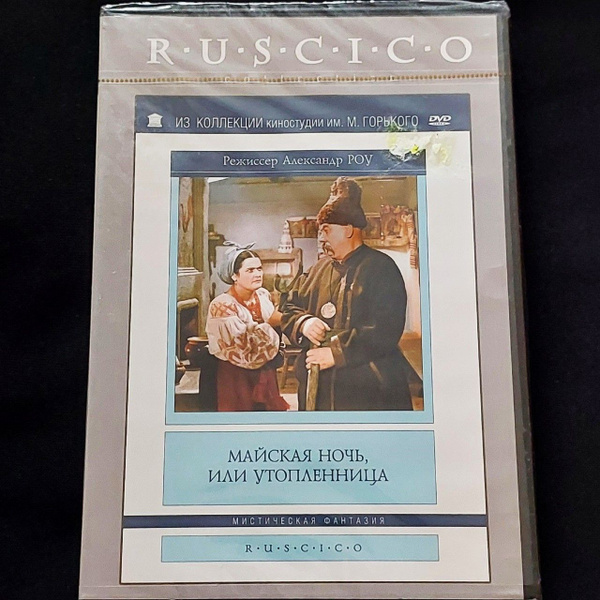 R·U·S·C·I·C·O
ИЗ КОЛЛЕКЦИИ КИНОСТУДИИ ИМ. М. ГОРЬКОГО DVD
Режиссер Александр РОУ
МАЙСКАЯ НОЧЬ,
ИЛИ УТОПЛЕННИЦА
МИСТИЧЕСКАЯ ФАНТАЗИЯ
R·U·S·C·I·C·O